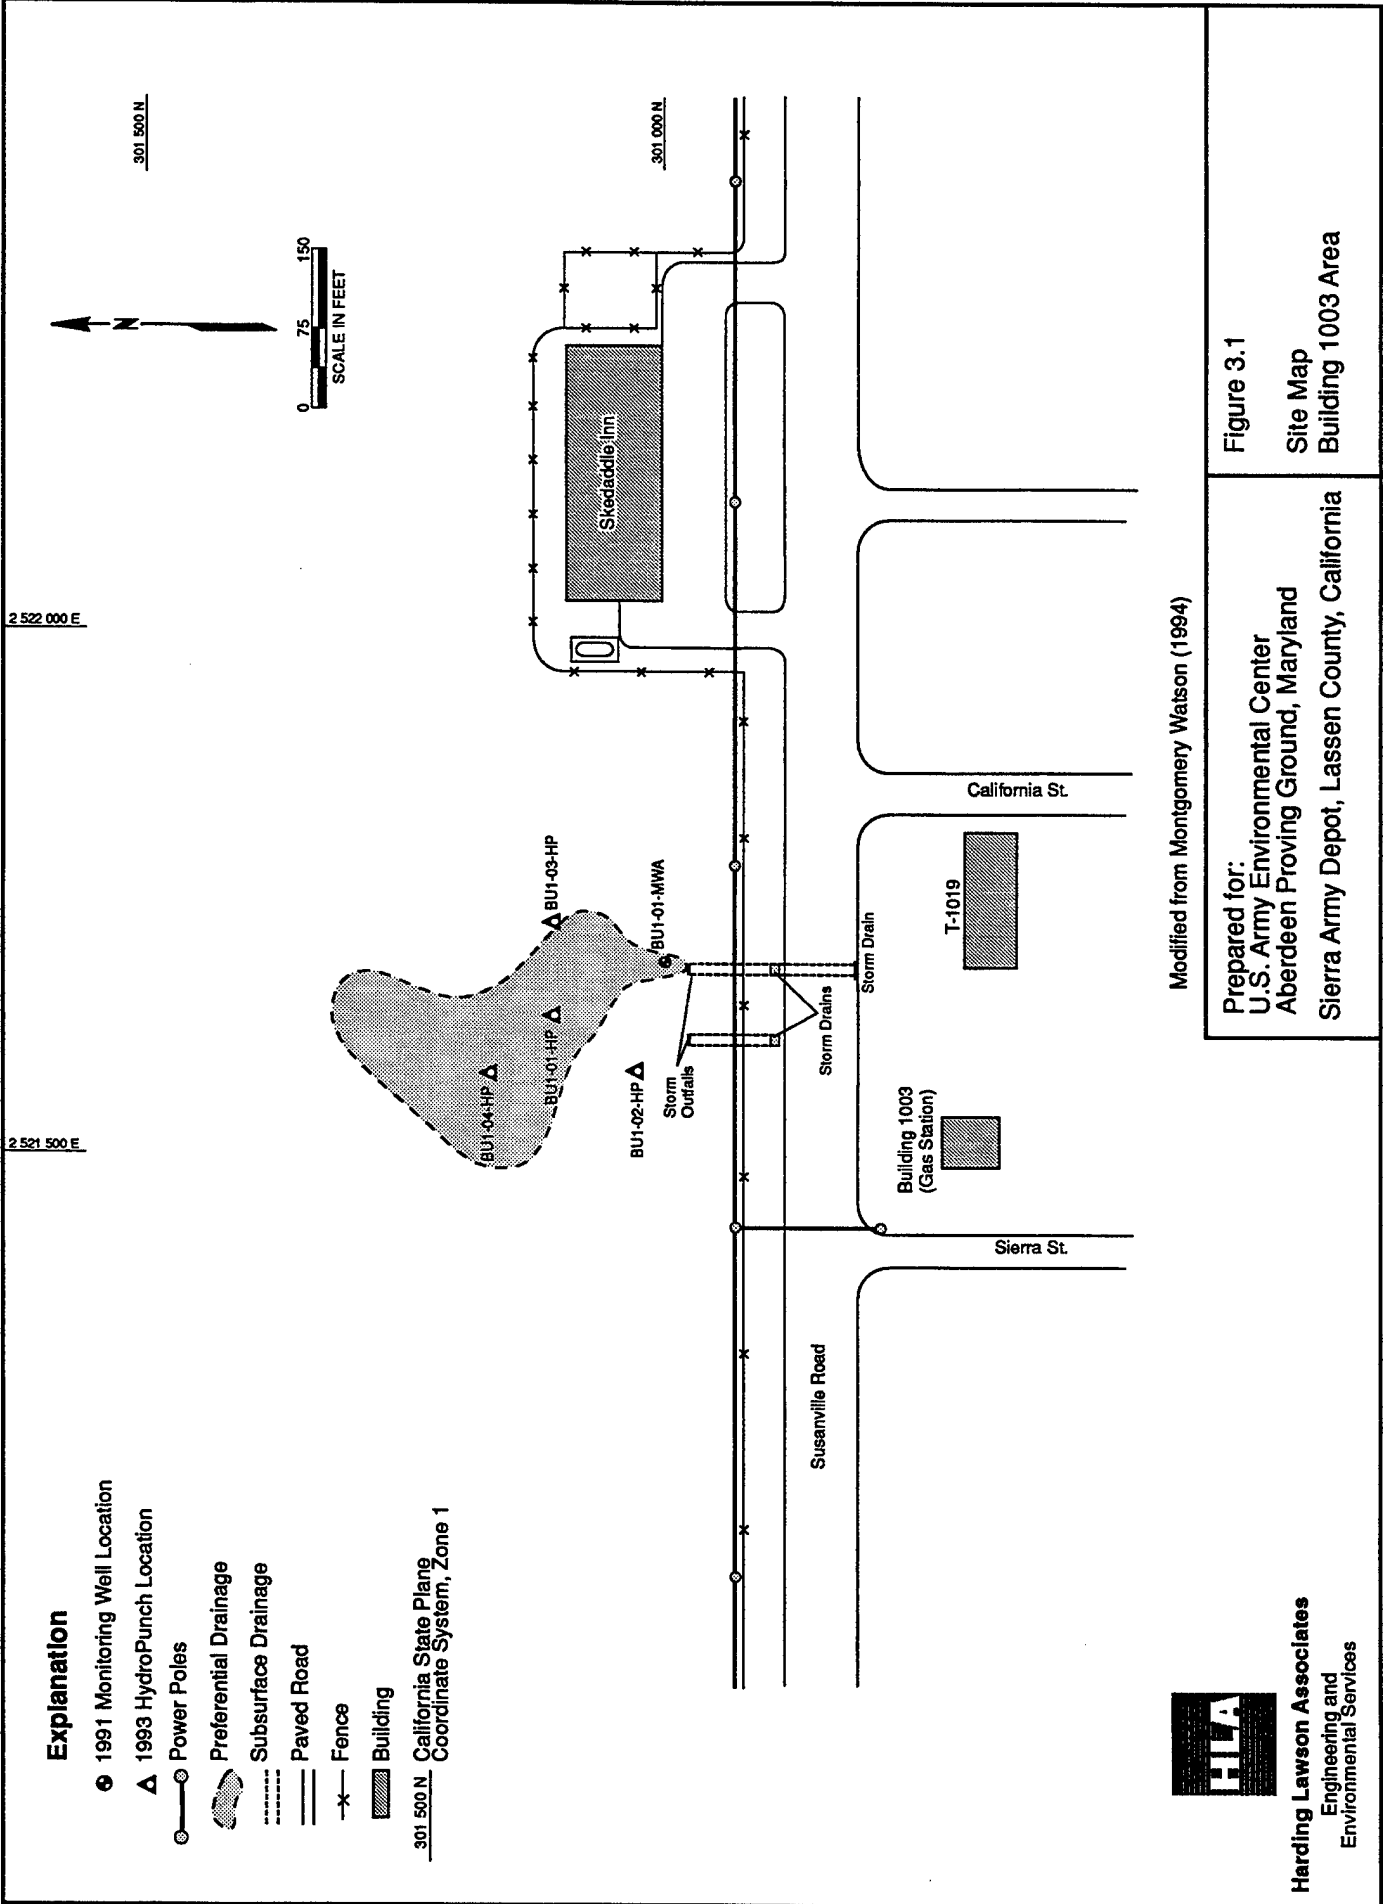 Explanation
1991 Monitoring Well Location
1993 HydroPunch Location
Power Poles
Preferential Drainage
Subsurface Drainage
Paved Road
Fence
Building
301 500 N California State Plane
Coordinate System, Zone 1
2 521 500 E
2 522 000 E
N
0 75 150
SCALE IN FEET
301 500 N
301 000 N
BU1-04-HP
BU1-01-HP
BU1-03-HP
BU1-02-HP
BU1-01-MWA
Storm
Outfalls
Skedaddle Inn
Susanville Road
Storm Drains
Storm Drain
Building 1003
(Gas Station)
T-1019
Sierra St.
California St.
Modified from Montgomery Watson (1994)
HLA
Harding Lawson Associates
Engineering and
Environmental Services
Prepared for:
U.S. Army Environmental Center
Aberdeen Proving Ground, Maryland
Sierra Army Depot, Lassen County, California
Figure 3.1
Site Map
Building 1003 Area